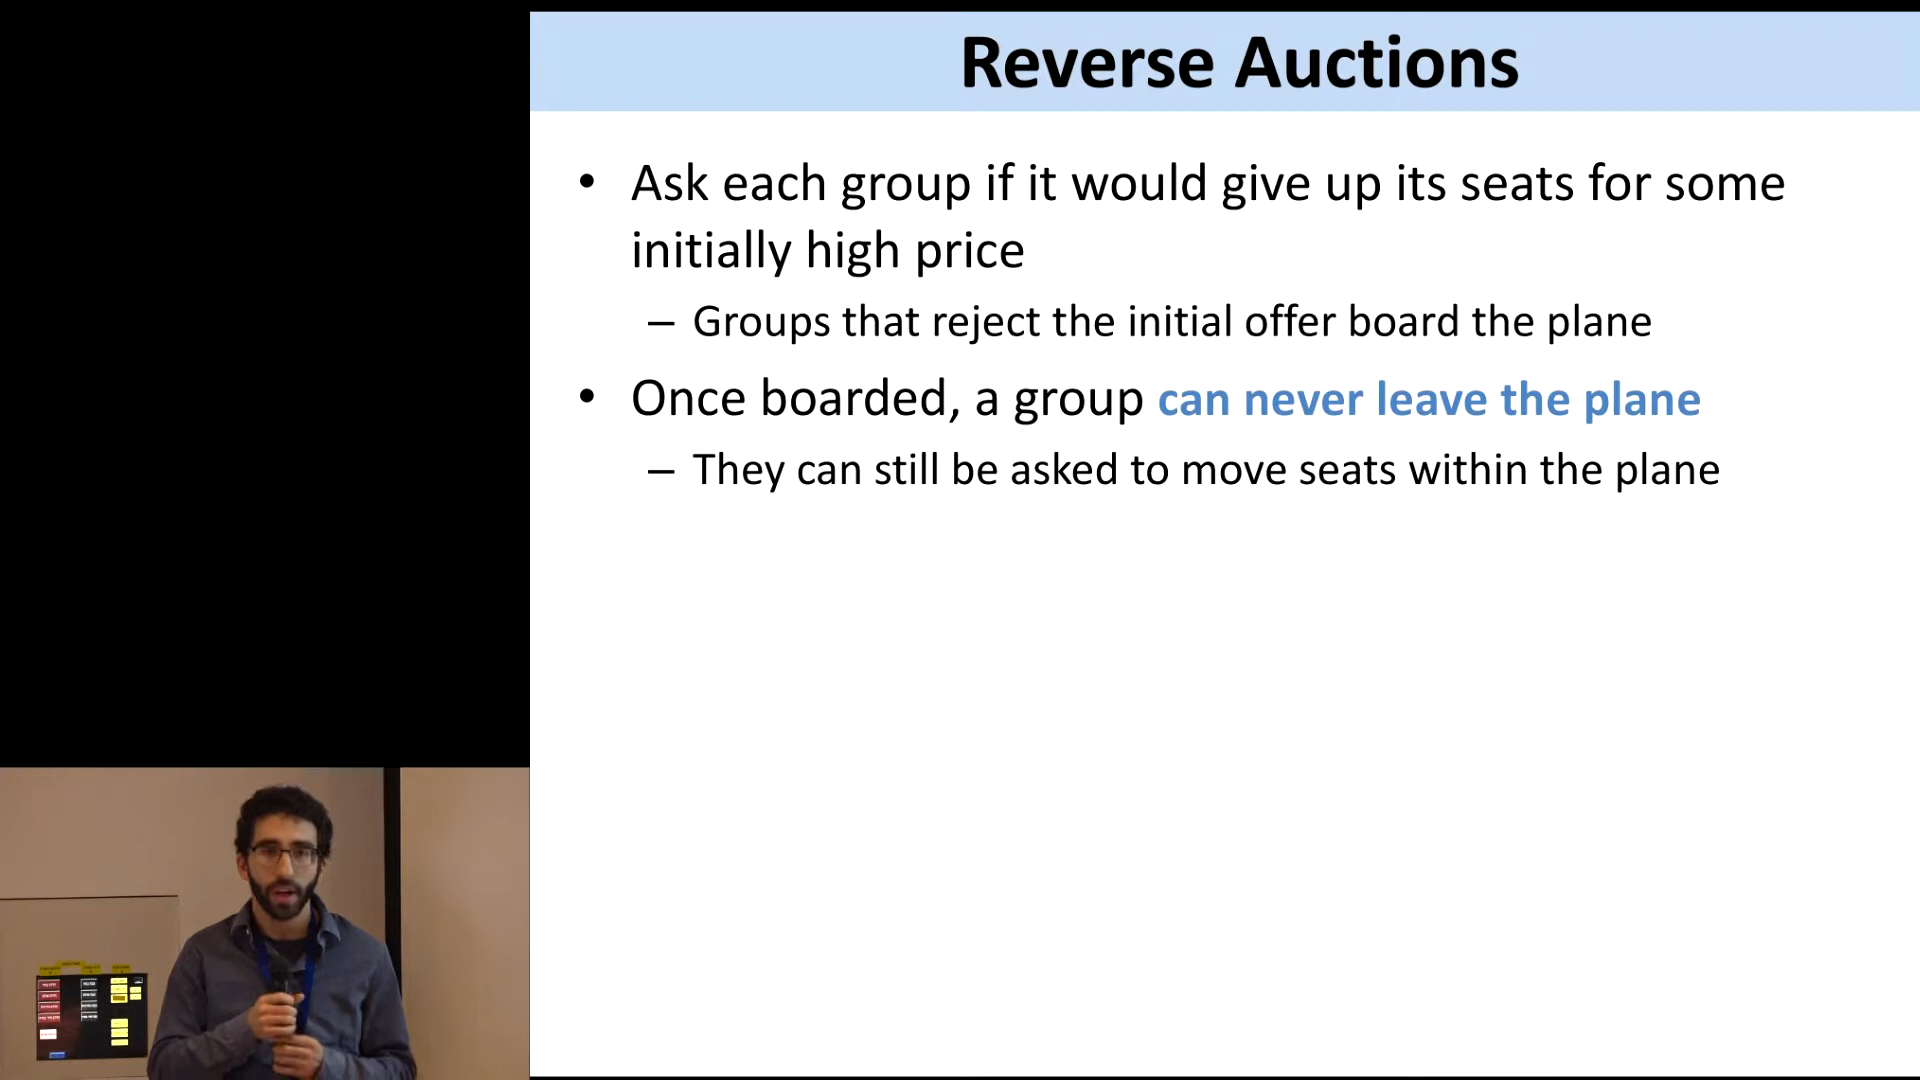 Reverse Auctions
• Ask each group if it would give up its seats for some
initially high price
– Groups that reject the initial offer board the plane
• Once boarded, a group can never leave the plane
– They can still be asked to move seats within the plane